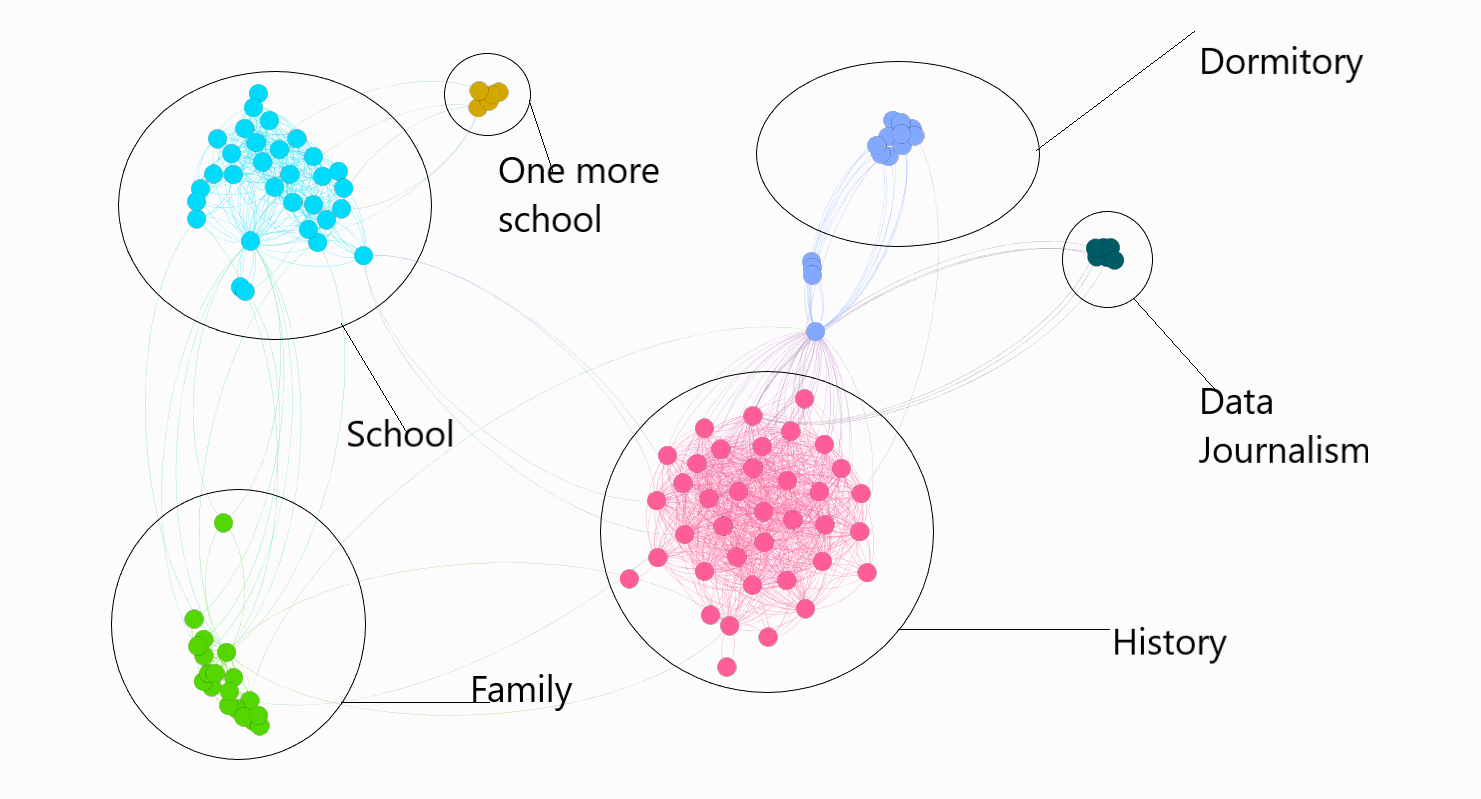 Dormitory
One more
school
Data
Journalism
School
History
Family